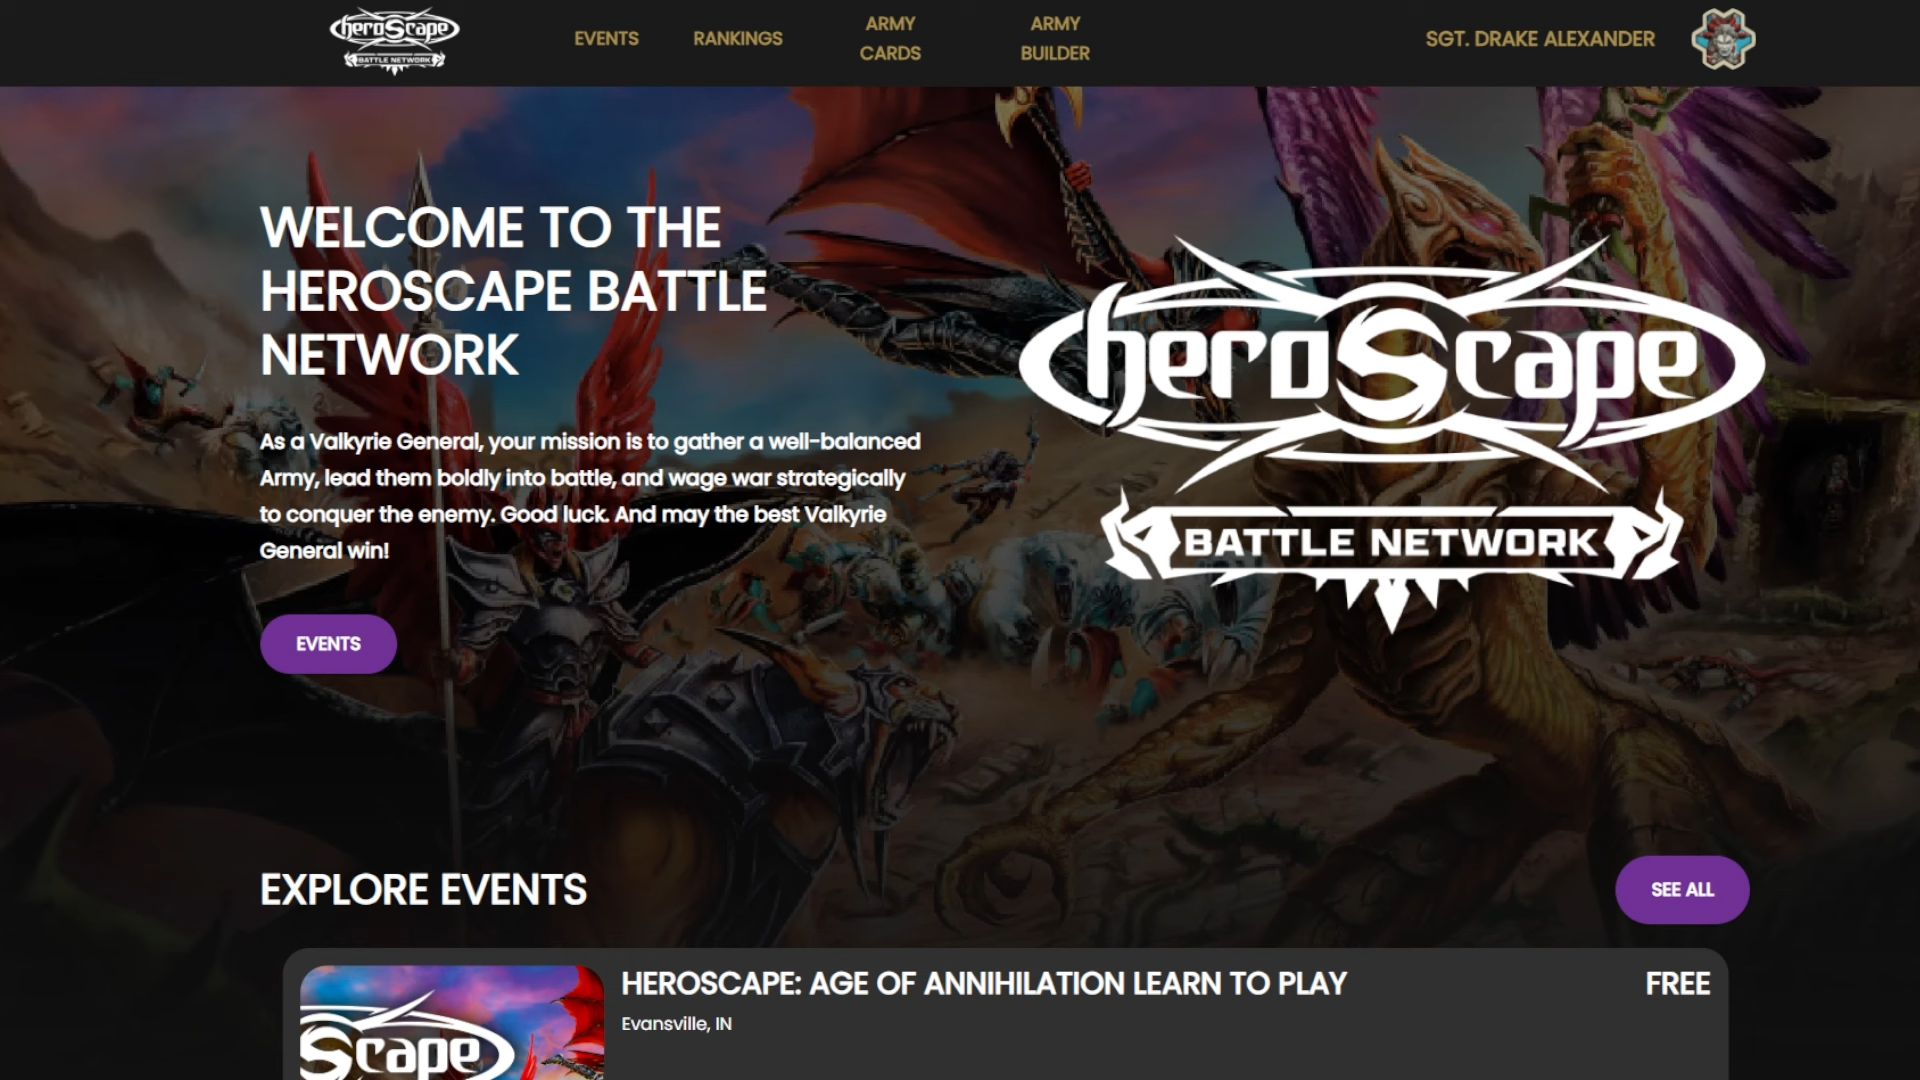 heroScape
BATTLE NETWORK
EVENTS
RANKINGS
ARMY
CARDS
ARMY
BUILDER
SGT. DRAKE ALEXANDER
WELCOME TO THE
HEROSCAPE BATTLE
NETWORK
As a Valkyrie General, your mission is to gather a well-balanced
Army, lead them boldly into battle, and wage war strategically
to conquer the enemy. Good luck. And may the best Valkyrie
General win!
EVENTS
heroScape
BATTLE NETWORK
EXPLORE EVENTS
SEE ALL
HEROSCAPE: AGE OF ANNIHILATION LEARN TO PLAY
FREE
Evansville, IN
Scape